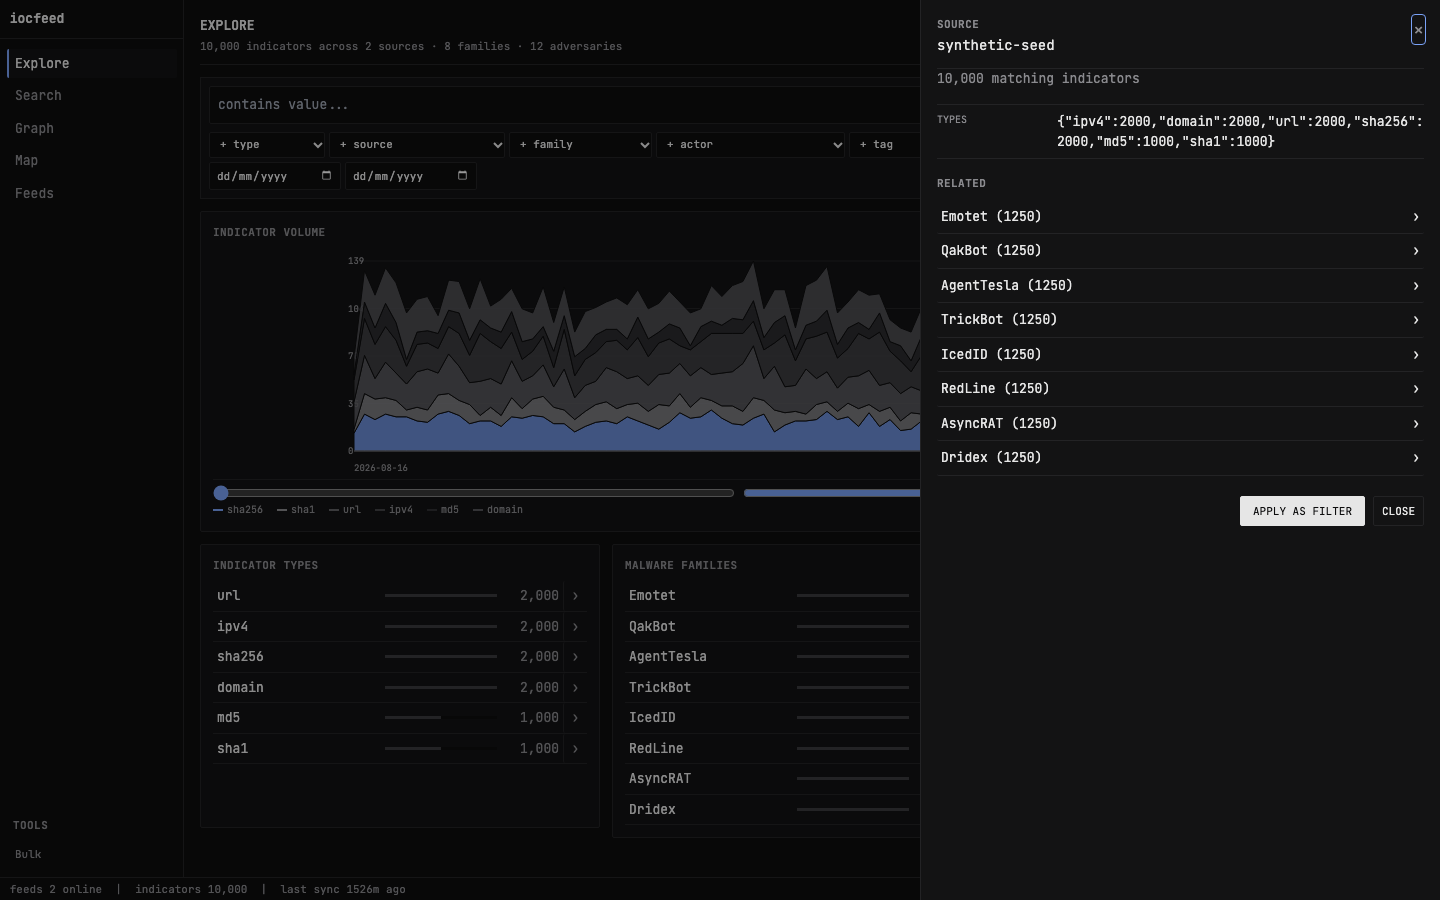 iocfeed
Explore
Search
Graph
Map
Feeds
TOOLS
Bulk
EXPLORE
10,000 indicators across 2 sources · 8 families · 12 adversaries
contains value...
+ type
+ source
+ family
+ actor
+ tag
dd/mm/yyyy
dd/mm/yyyy
INDICATOR VOLUME
139
10
7
3
0
2026-08-16
sha256
sha1
url
ipv4
md5
domain
INDICATOR TYPES
url 2,000 ›
ipv4 2,000 ›
sha256 2,000 ›
domain 2,000 ›
md5 1,000 ›
sha1 1,000 ›
MALWARE FAMILIES
Emotet
QakBot
AgentTesla
TrickBot
IcedID
RedLine
AsyncRAT
Dridex
SOURCE
synthetic-seed
×
10,000 matching indicators
TYPES
{"ipv4":2000,"domain":2000,"url":2000,"sha256":
2000,"md5":1000,"sha1":1000}
RELATED
Emotet (1250) ›
QakBot (1250) ›
AgentTesla (1250) ›
TrickBot (1250) ›
IcedID (1250) ›
RedLine (1250) ›
AsyncRAT (1250) ›
Dridex (1250) ›
APPLY AS FILTER
CLOSE
feeds 2 online | indicators 10,000 | last sync 1526m ago